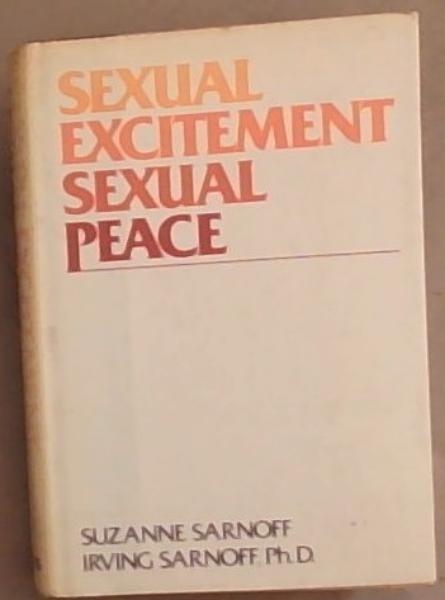 SEXUAL
EXCITEMENT
SEXUAL
PEACE
SUZANNE SARNOFF
IRVING SARNOFF, Ph.D.